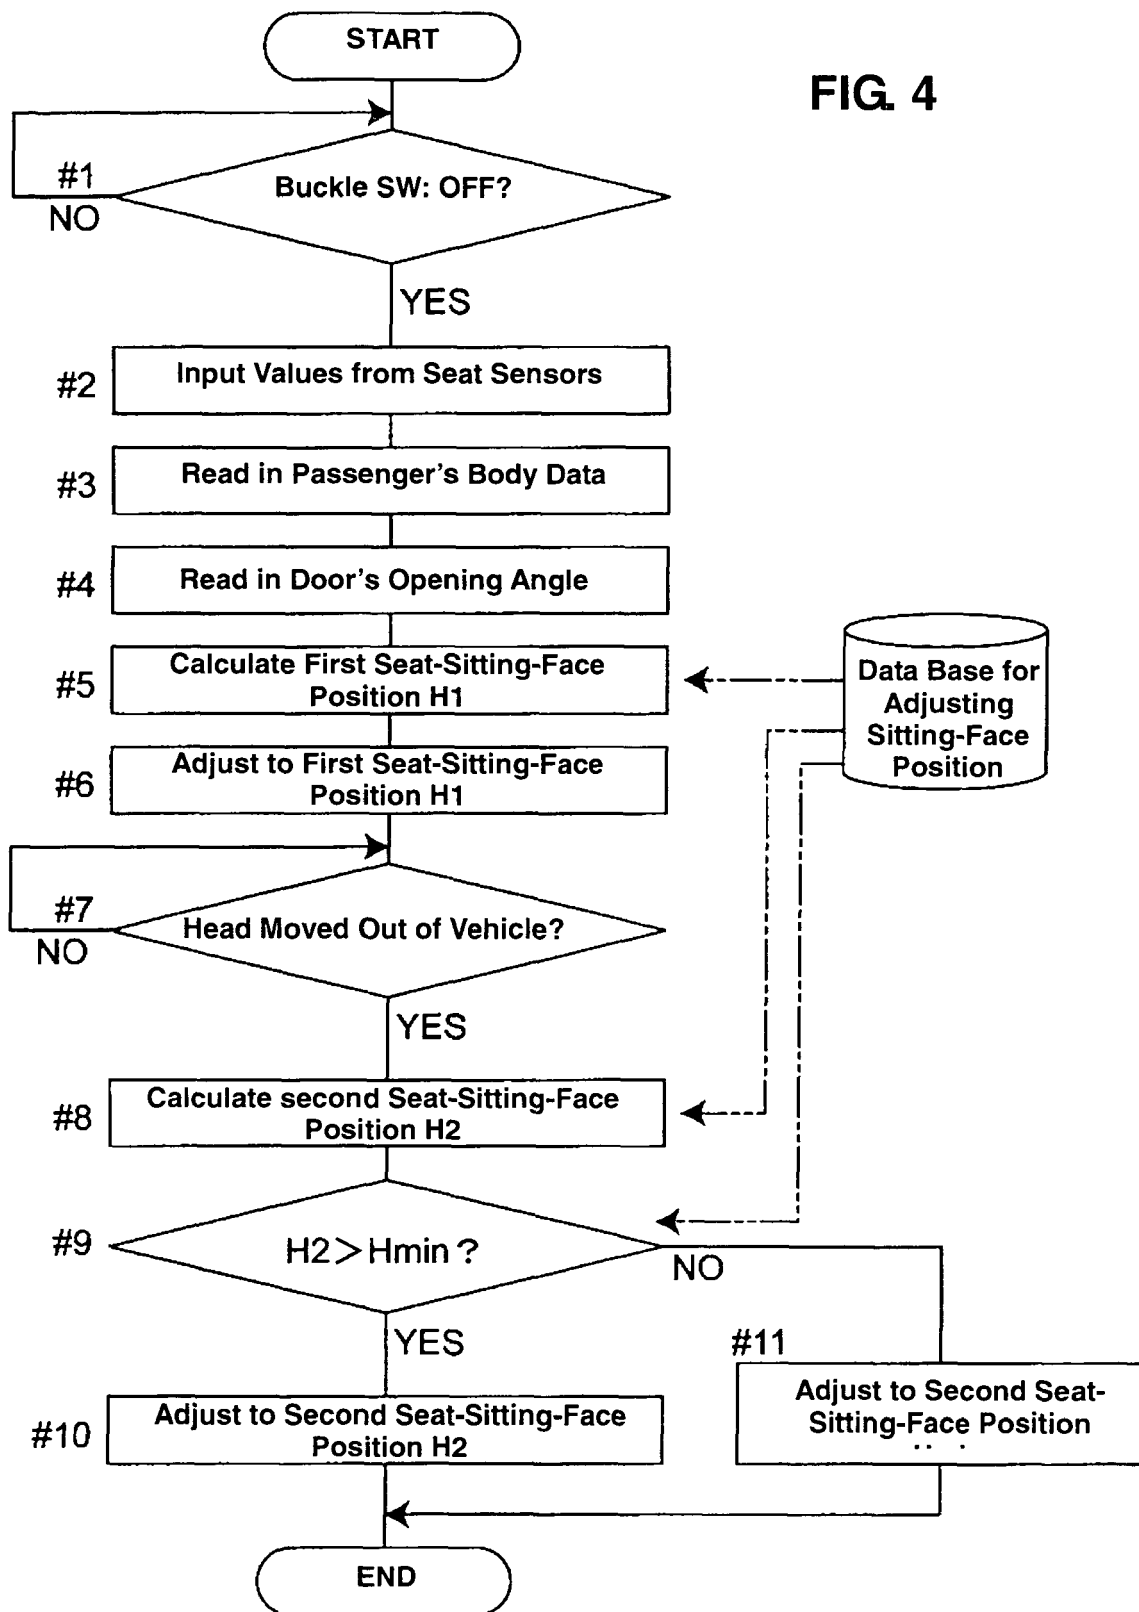 START
FIG. 4
#1
Buckle SW: OFF?
NO
YES
#2
Input Values from Seat Sensors
#3
Read in Passenger's Body Data
#4
Read in Door's Opening Angle
#5
Calculate First Seat-Sitting-Face
Position H1
Data Base for
Adjusting
Sitting-Face
Position
#6
Adjust to First Seat-Sitting-Face
Position H1
#7
Head Moved Out of Vehicle?
NO
YES
#8
Calculate second Seat-Sitting-Face
Position H2
#9
H2>Hmin?
NO
YES
#11
Adjust to Second Seat-
Sitting-Face Position
#10
Adjust to Second Seat-Sitting-Face
Position H2
END